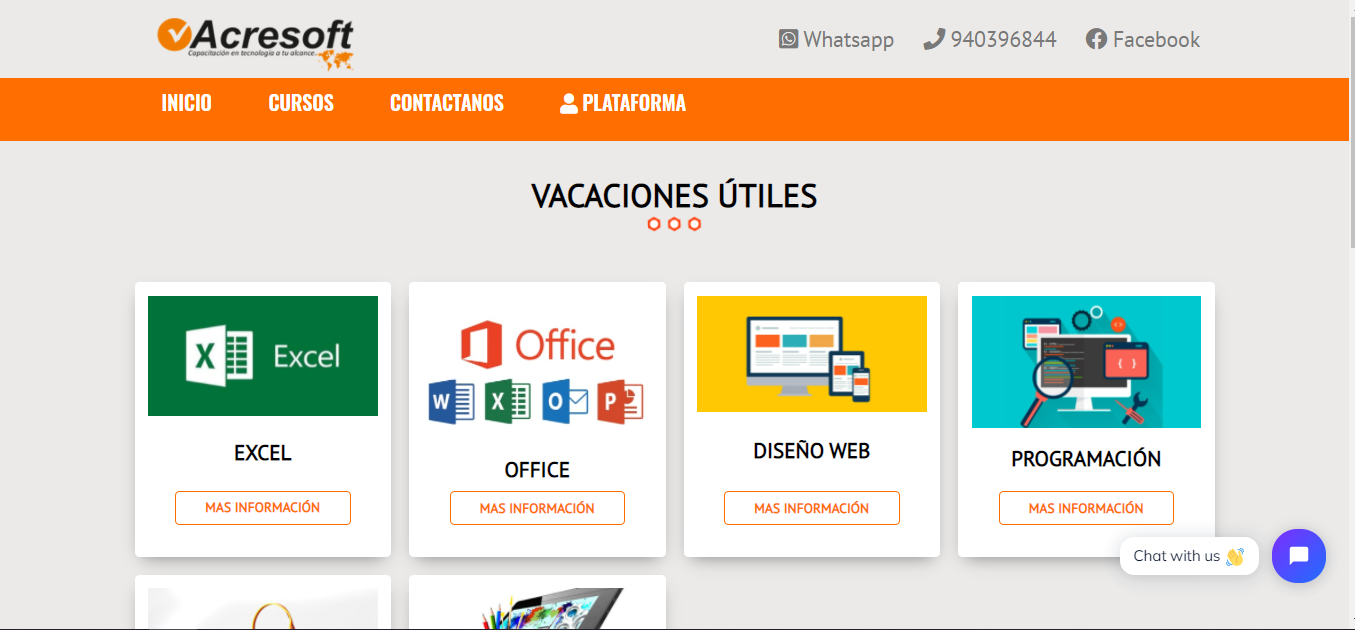 Acresoft
Capacitación en tecnología a tu alcance...
Whatsapp 940396844 Facebook
INICIO CURSOS CONTACTANOS PLATAFORMA
VACACIONES ÚTILES
X Excel
Office
W X O P
EXCEL
OFFICE
DISEÑO WEB
PROGRAMACIÓN
MAS INFORMACIÓN
MAS INFORMACIÓN
MAS INFORMACIÓN
MAS INFORMACIÓN
Chat with us 👋